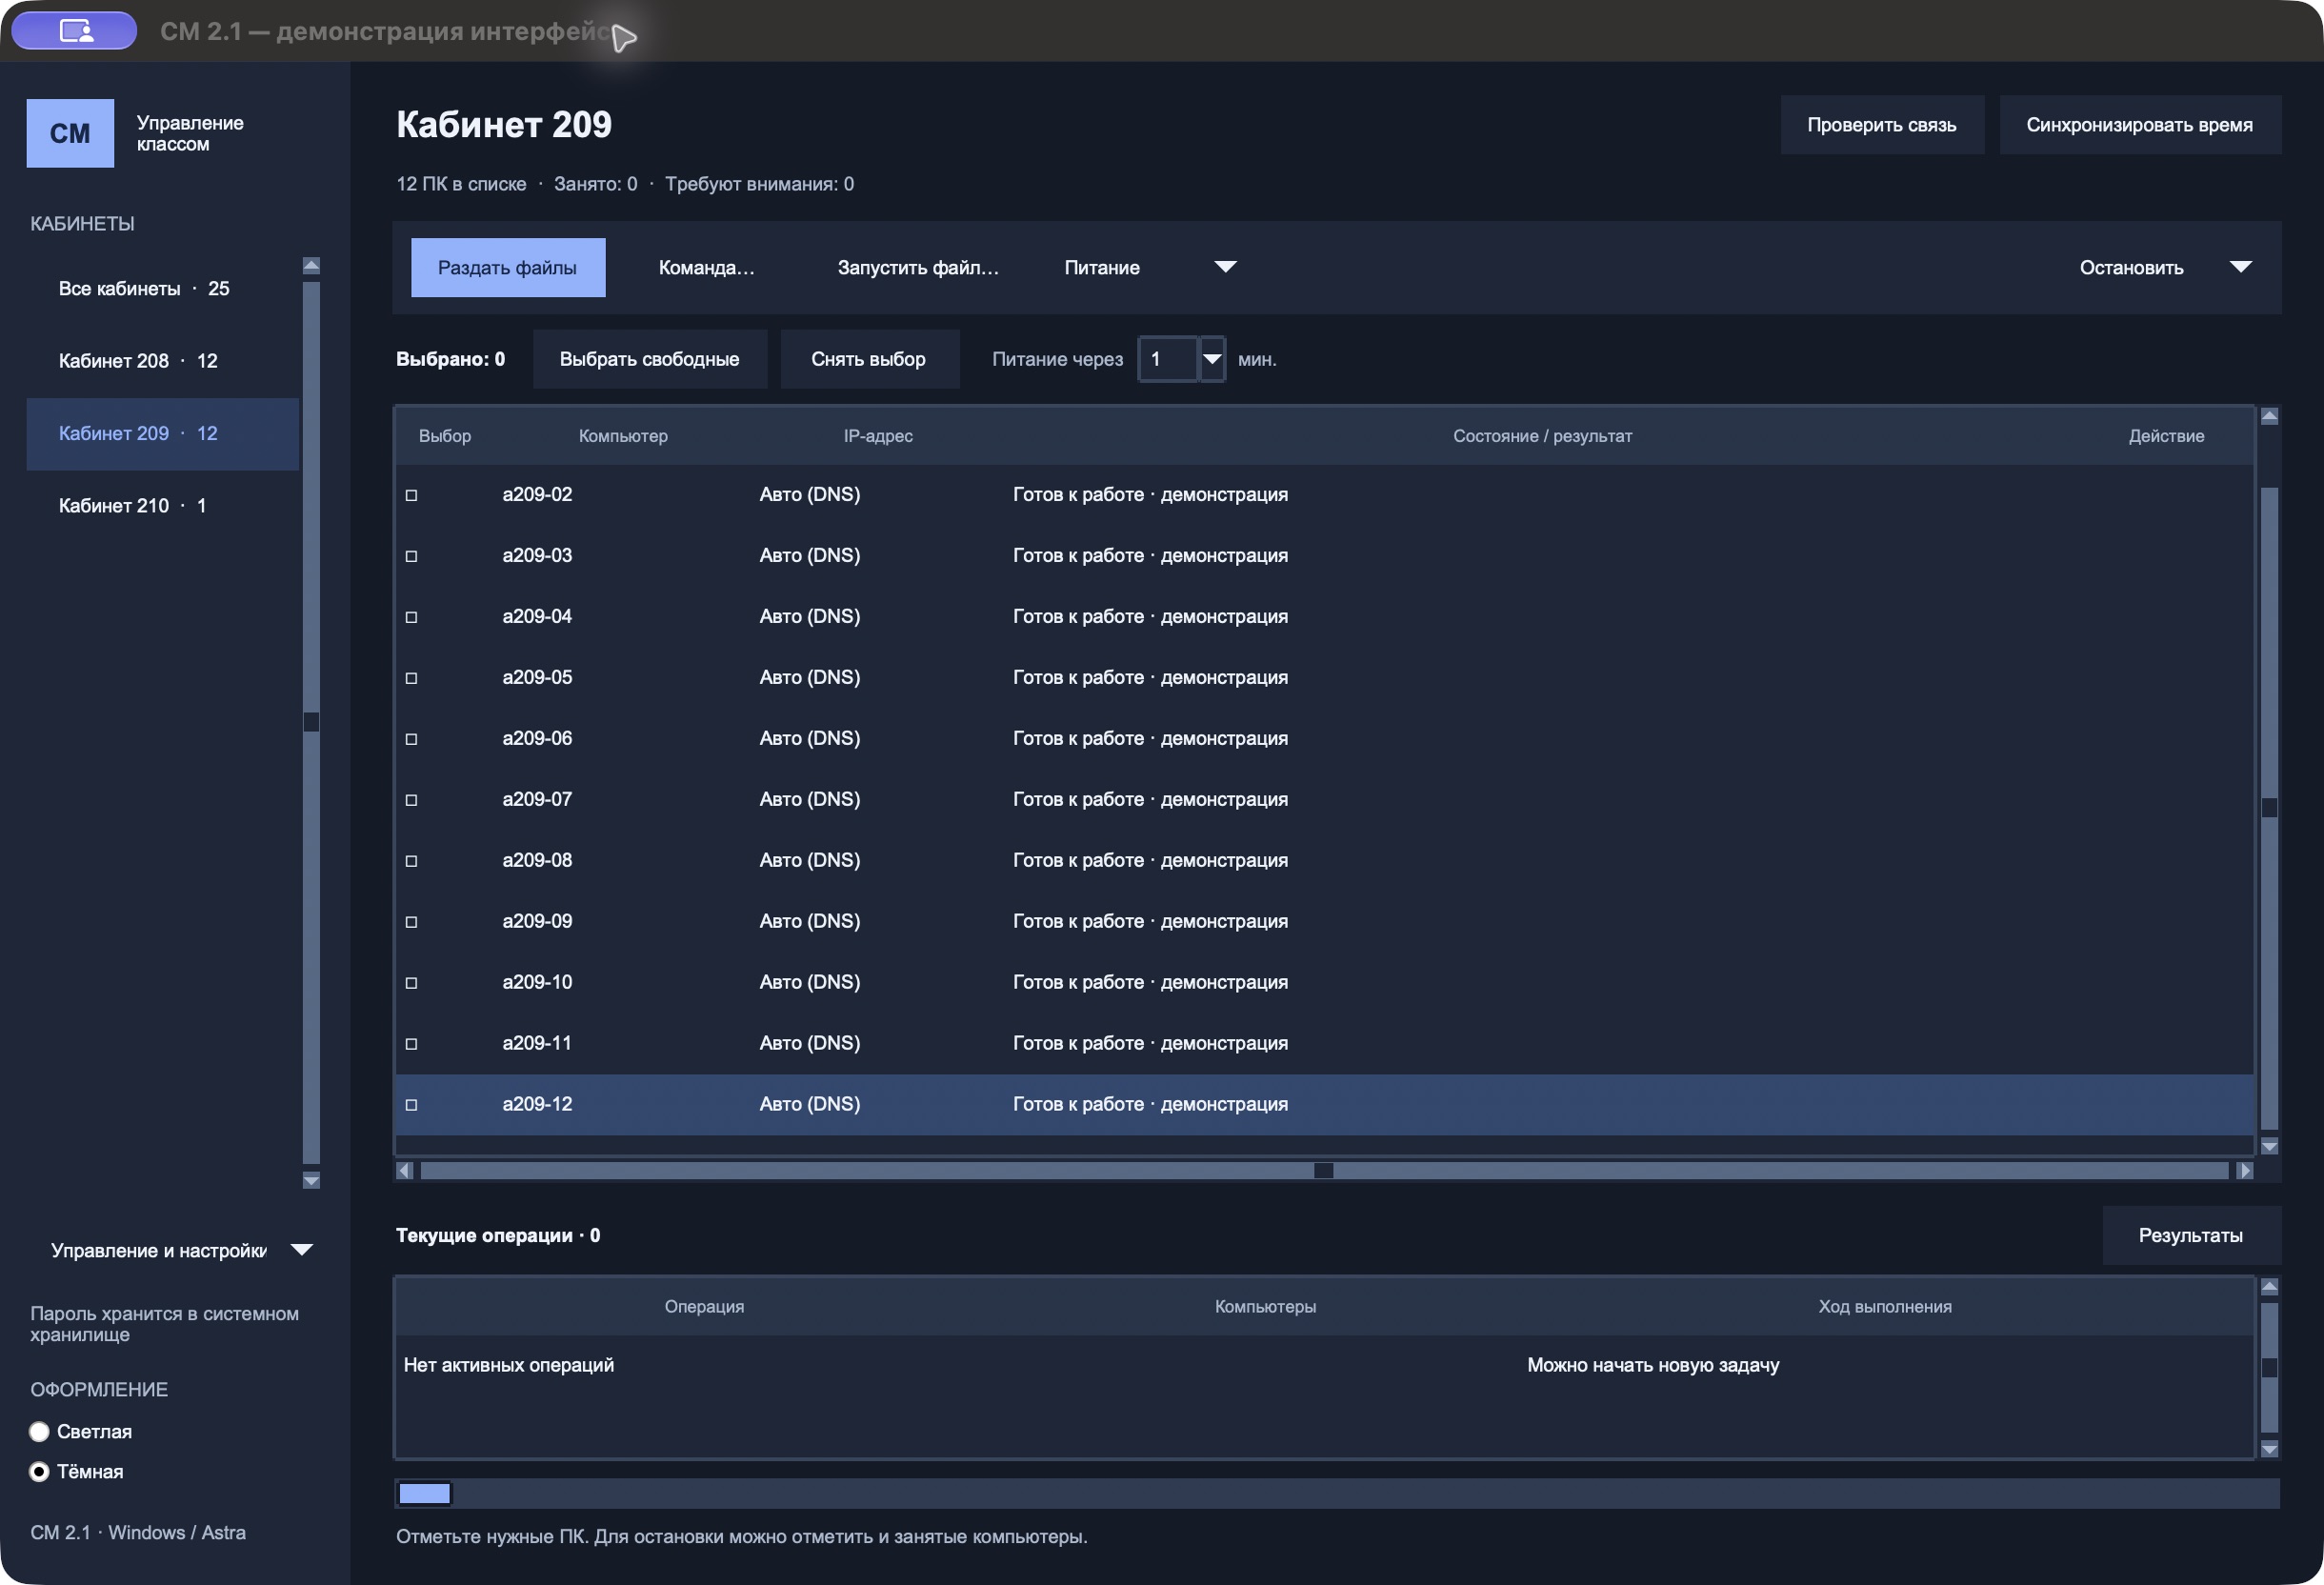 СМ 2.1 — демонстрация интерфейс
СМ
Управление
классом
КАБИНЕТЫ
Все кабинеты · 25
Кабинет 208 · 12
Кабинет 209 · 12
Кабинет 210 · 1
Управление и настройки
Пароль хранится в системном
хранилище
ОФОРМЛЕНИЕ
Светлая
Тёмная
СМ 2.1 · Windows / Astra
Кабинет 209
Проверить связь
Синхронизировать время
12 ПК в списке · Занято: 0 · Требуют внимания: 0
Раздать файлы
Команда...
Запустить файл...
Питание
Остановить
Выбрано: 0
Выбрать свободные
Снять выбор
Питание через 1 мин.
Выбор Компьютер IP-адрес Состояние / результат Действие
a209-02 Авто (DNS) Готов к работе · демонстрация
a209-03 Авто (DNS) Готов к работе · демонстрация
a209-04 Авто (DNS) Готов к работе · демонстрация
a209-05 Авто (DNS) Готов к работе · демонстрация
a209-06 Авто (DNS) Готов к работе · демонстрация
a209-07 Авто (DNS) Готов к работе · демонстрация
a209-08 Авто (DNS) Готов к работе · демонстрация
a209-09 Авто (DNS) Готов к работе · демонстрация
a209-10 Авто (DNS) Готов к работе · демонстрация
a209-11 Авто (DNS) Готов к работе · демонстрация
a209-12 Авто (DNS) Готов к работе · демонстрация
Текущие операции · 0
Результаты
Операция Компьютеры Ход выполнения
Нет активных операций Можно начать новую задачу
Отметьте нужные ПК. Для остановки можно отметить и занятые компьютеры.